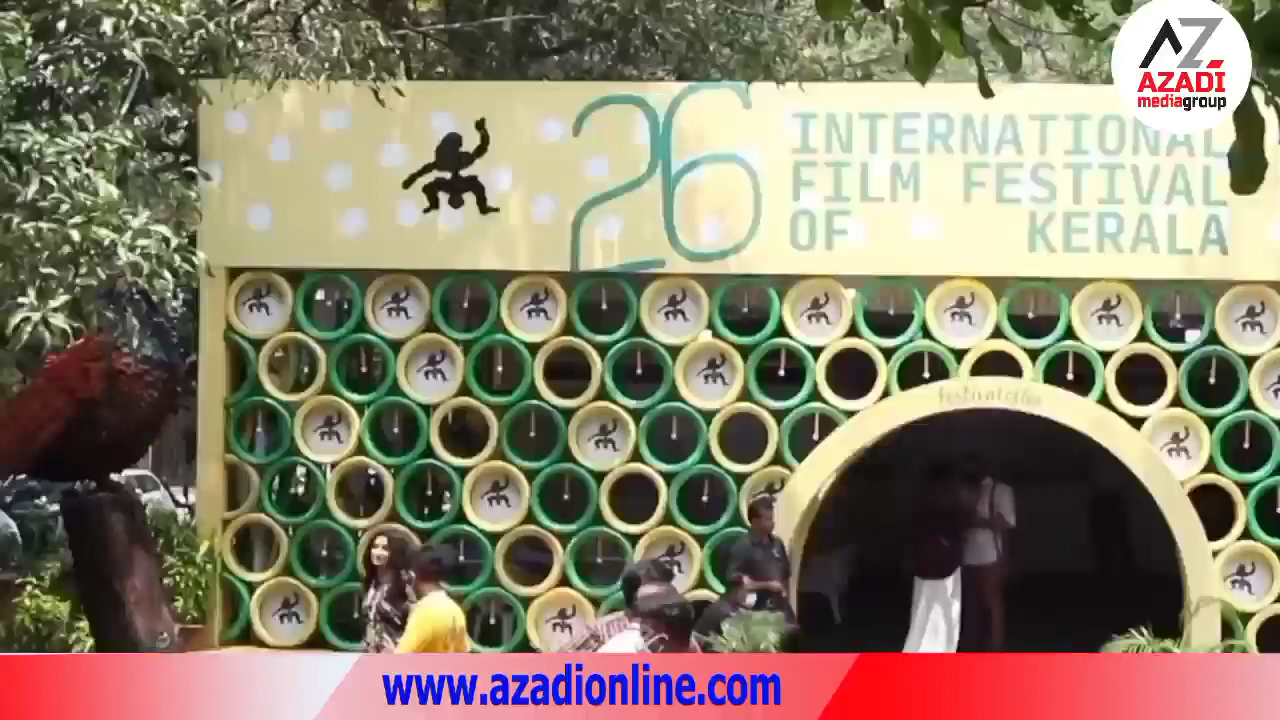 AZ
AZADI
mediagroup
26
INTERNATIONAL
FILM FESTIVAL
OF KERALA
www.azadionline.com